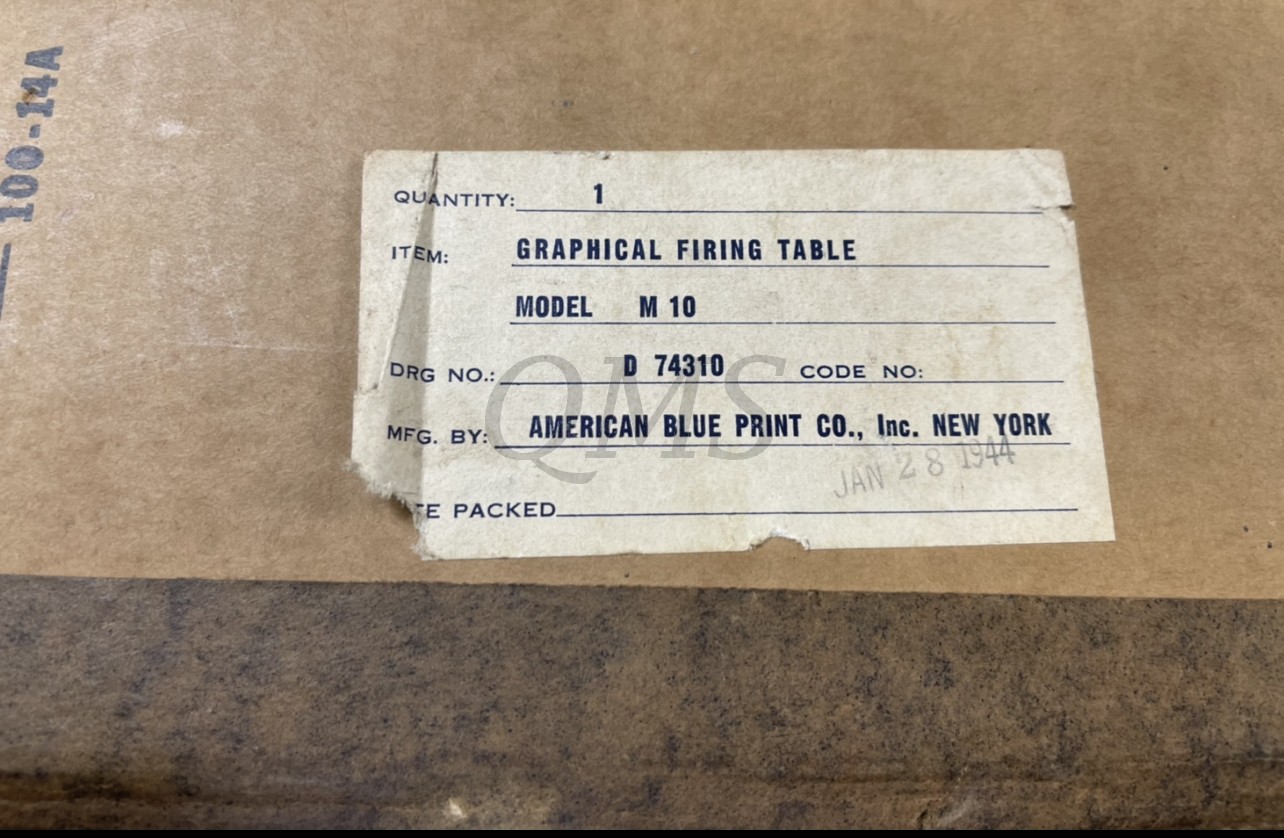 100-14A
QUANTITY: 1
ITEM: GRAPHICAL FIRING TABLE
MODEL M 10
DRG NO.: D 74310 CODE NO:
MFG. BY: AMERICAN BLUE PRINT CO., Inc. NEW YORK
JAN 28 1944
TE PACKED
QMS